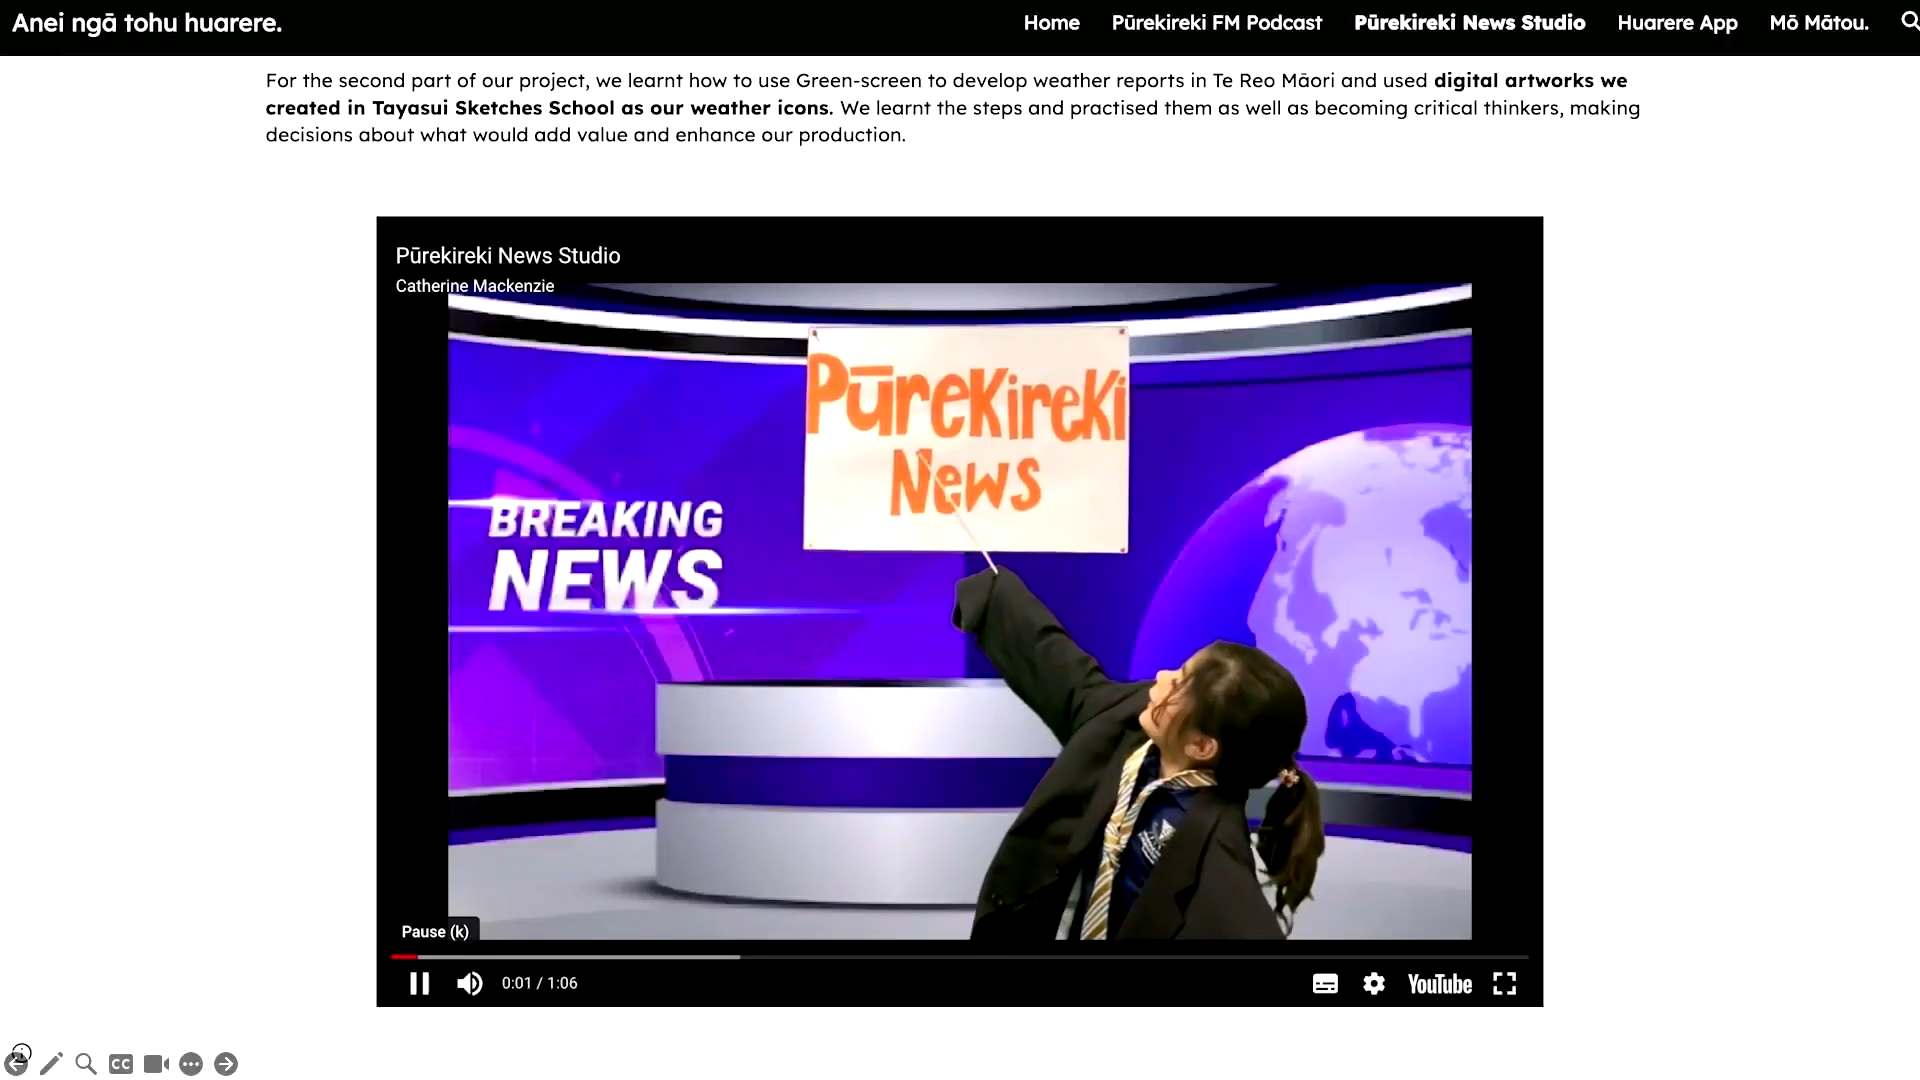 Anei ngā tohu huarere.
Home Pūrekireki FM Podcast Pūrekireki News Studio Huarere App Mō Mātou.
For the second part of our project, we learnt how to use Green-screen to develop weather reports in Te Reo Māori and used digital artworks we
created in Tayasui Sketches School as our weather icons. We learnt the steps and practised them as well as becoming critical thinkers, making
decisions about what would add value and enhance our production.
Pūrekireki News Studio
Catherine Mackenzie
Pūrekireki
News
BREAKING
NEWS
Pause (k)
0:01 / 1:06
YouTube
CC